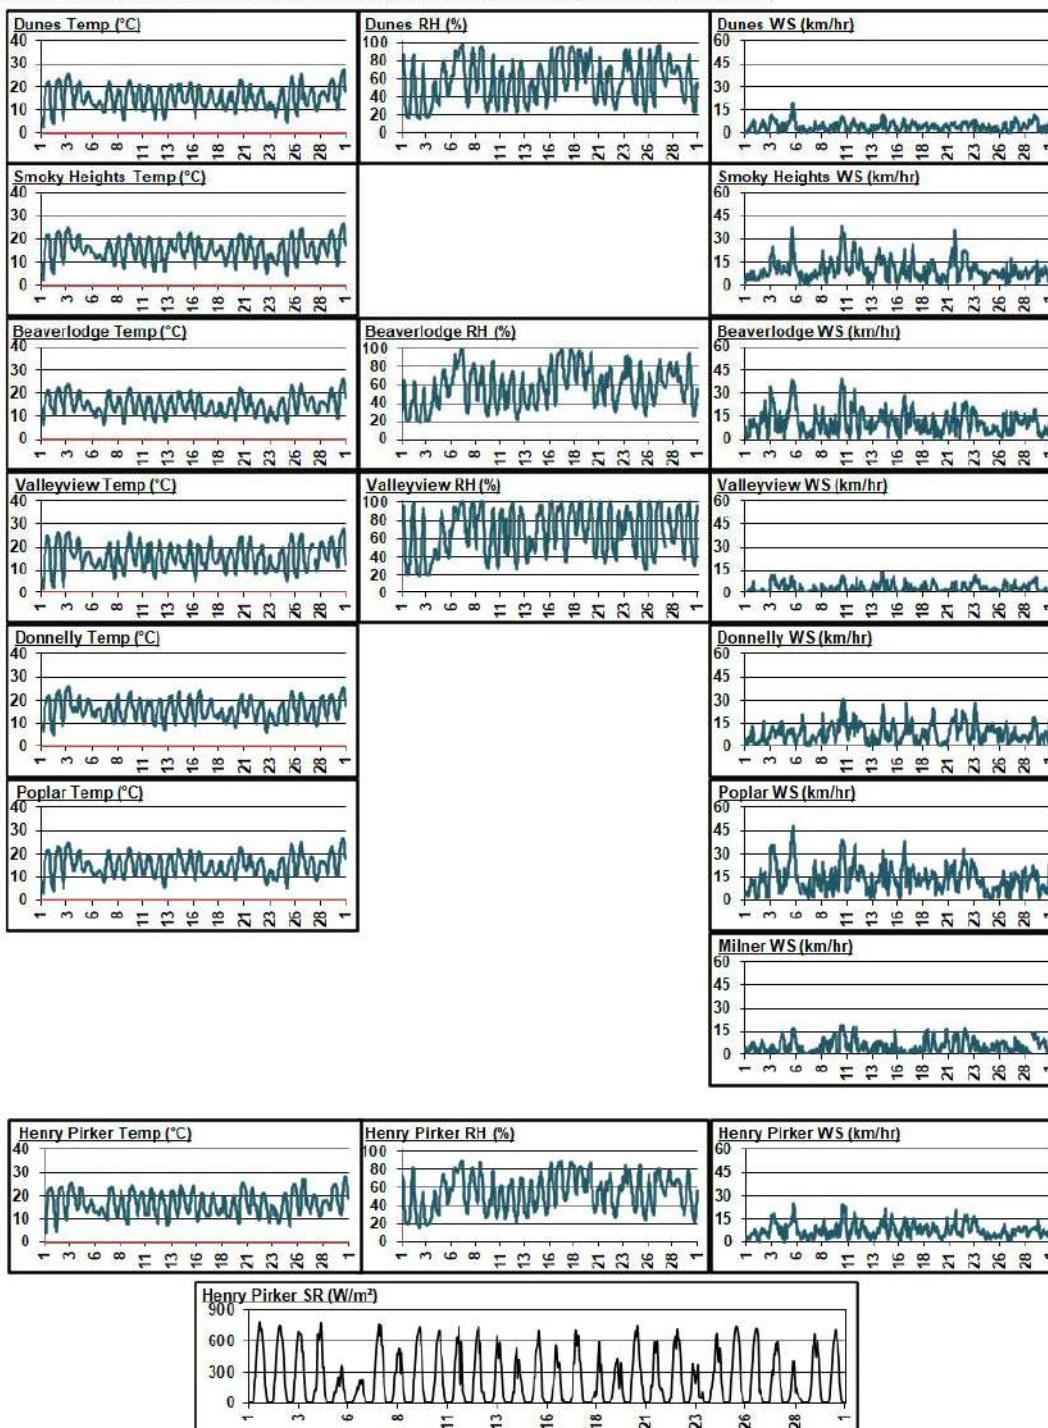 Dunes Temp (°C)
40
30
20
10
0
1 3 6 8 11 13 16 18 21 23 26 28 1
Dunes RH (%)
100
80
60
40
20
0
1 3 6 8 11 13 16 18 21 23 26 28 1
Dunes WS (km/hr)
60
45
30
15
0
1 3 6 8 11 13 16 18 21 23 26 28 1
Smoky Heights Temp (°C)
40
30
20
10
0
1 3 6 8 11 13 16 18 21 23 26 28 1
Smoky Heights WS (km/hr)
60
45
30
15
0
1 3 6 8 11 13 16 18 21 23 26 28 1
Beaverlodge Temp (°C)
40
30
20
10
0
1 3 6 8 11 13 16 18 21 23 26 28 1
Beaverlodge RH (%)
100
80
60
40
20
0
1 3 6 8 11 13 16 18 21 23 26 28 1
Beaverlodge WS (km/hr)
60
45
30
15
0
1 3 6 8 11 13 16 18 21 23 26 28 1
Valleyview Temp (°C)
40
30
20
10
0
1 3 6 8 11 13 16 18 21 23 26 28 1
Valleyview RH (%)
100
80
60
40
20
0
1 3 6 8 11 13 16 18 21 23 26 28 1
Valleyview WS (km/hr)
60
45
30
15
0
1 3 6 8 11 13 16 18 21 23 26 28 1
Donnelly Temp (°C)
40
30
20
10
0
1 3 6 8 11 13 16 18 21 23 26 28 1
Donnelly WS (km/hr)
60
45
30
15
0
1 3 6 8 11 13 16 18 21 23 26 28 1
Poplar Temp (°C)
40
30
20
10
0
1 3 6 8 11 13 16 18 21 23 26 28 1
Poplar WS (km/hr)
60
45
30
15
0
1 3 6 8 11 13 16 18 21 23 26 28 1
Milner WS (km/hr)
60
45
30
15
0
1 3 6 8 11 13 16 18 21 23 26 28 1
Henry Pirker Temp (°C)
40
30
20
10
0
1 3 6 8 11 13 16 18 21 23 26 28 1
Henry Pirker RH (%)
100
80
60
40
20
0
1 3 6 8 11 13 16 18 21 23 26 28 1
Henry Pirker WS (km/hr)
60
45
30
15
0
1 3 6 8 11 13 16 18 21 23 26 28 1
Henry Pirker SR (W/m²)
900
600
300
0
1 3 6 8 11 13 16 18 21 23 26 28 1